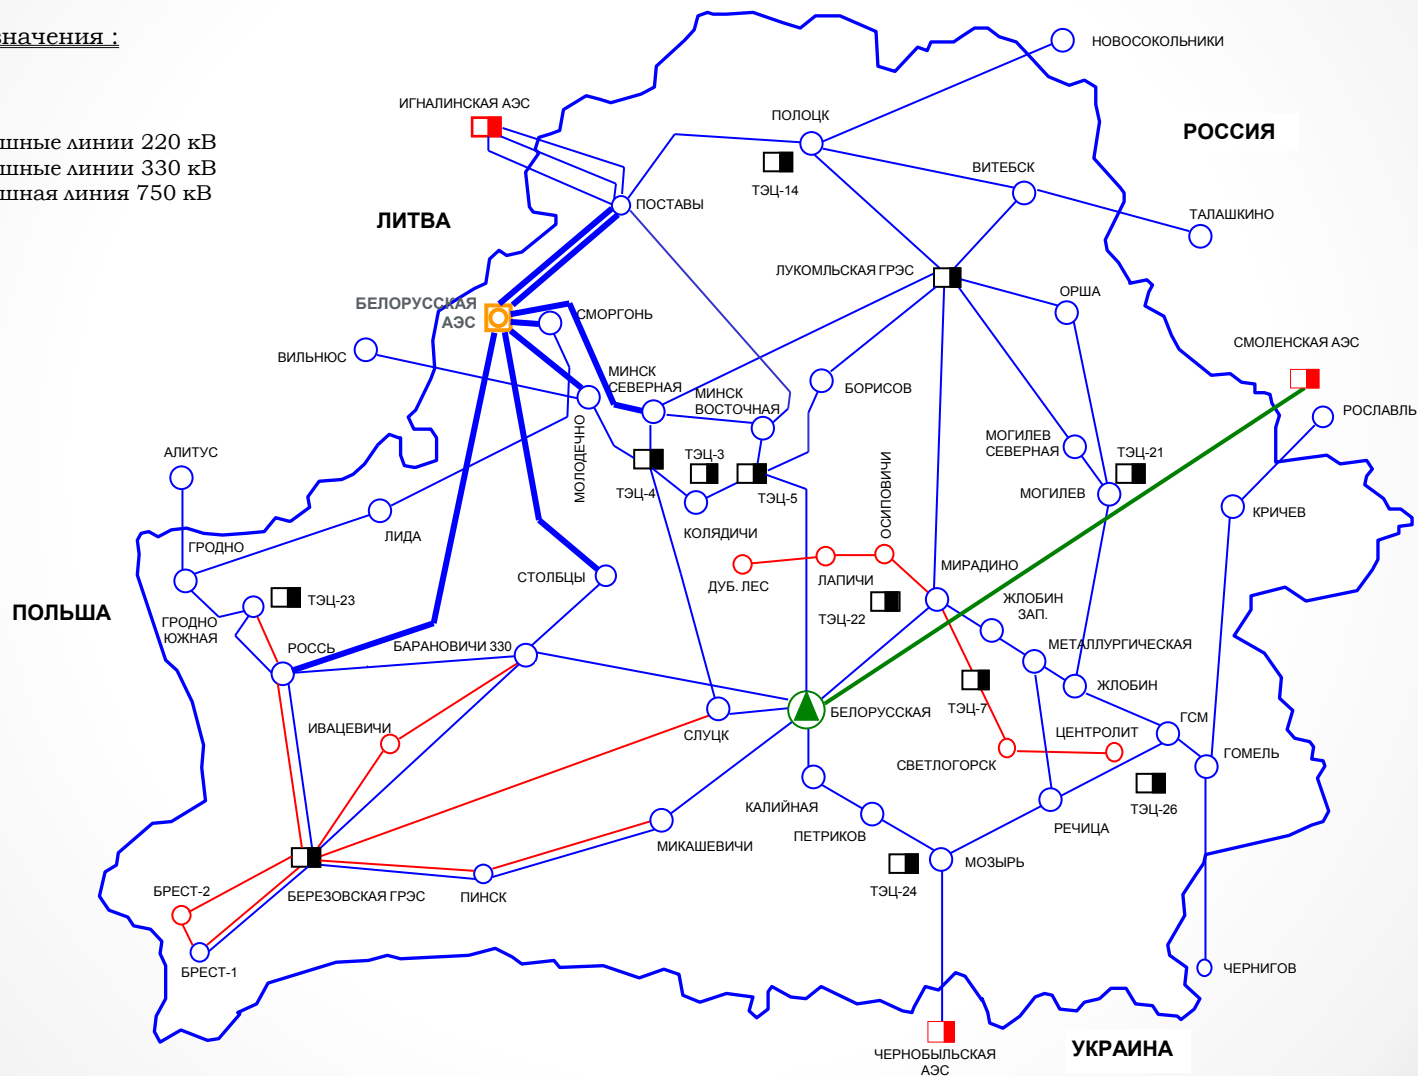 значения :
НОВОСОКОЛЬНИКИ
ИГНАЛИНСКАЯ АЭС
ПОЛОЦК
РОССИЯ
шные линии 220 кВ
шные линии 330 кВ
шная линия 750 кВ
ВИТЕБСК
ТЭЦ-14
ПОСТАВЫ
ТАЛАШКИНО
ЛИТВА
ЛУКОМЛЬСКАЯ ГРЭС
ОРША
БЕЛОРУССКАЯ
АЭС
СМОРГОНЬ
СМОЛЕНСКАЯ АЭС
ВИЛЬНЮС
МИНСК
СЕВЕРНАЯ
МИНСК
ВОСТОЧНАЯ
БОРИСОВ
РОСЛАВЛЬ
АЛИТУС
МОЛОДЕЧНО
ТЭЦ-3
ОСИПОВИЧИ
МОГИЛЕВ
СЕВЕРНАЯ
ТЭЦ-21
ТЭЦ-4
ТЭЦ-5
МОГИЛЕВ
КРИЧЕВ
ЛИДА
КОЛЯДИЧИ
ГРОДНО
СТОЛБЦЫ
ДУБ. ЛЕС
ЛАПИЧИ
МИРАДИНО
ПОЛЬША
ТЭЦ-23
ТЭЦ-22
ЖЛОБИН
ЗАП.
ГРОДНО
ЮЖНАЯ
РОССЬ
БАРАНОВИЧИ 330
МЕТАЛЛУРГИЧЕСКАЯ
ЖЛОБИН
ТЭЦ-7
БЕЛОРУССКАЯ
ИВАЦЕВИЧИ
СЛУЦК
ЦЕНТРОЛИТ
ГСМ
СВЕТЛОГОРСК
ГОМЕЛЬ
КАЛИЙНАЯ
ТЭЦ-26
ПЕТРИКОВ
РЕЧИЦА
МИКАШЕВИЧИ
МОЗЫРЬ
БРЕСТ-2
БЕРЕЗОВСКАЯ ГРЭС
ПИНСК
ТЭЦ-24
БРЕСТ-1
ЧЕРНИГОВ
ЧЕРНОБЫЛЬСКАЯ
АЭС
УКРАИНА